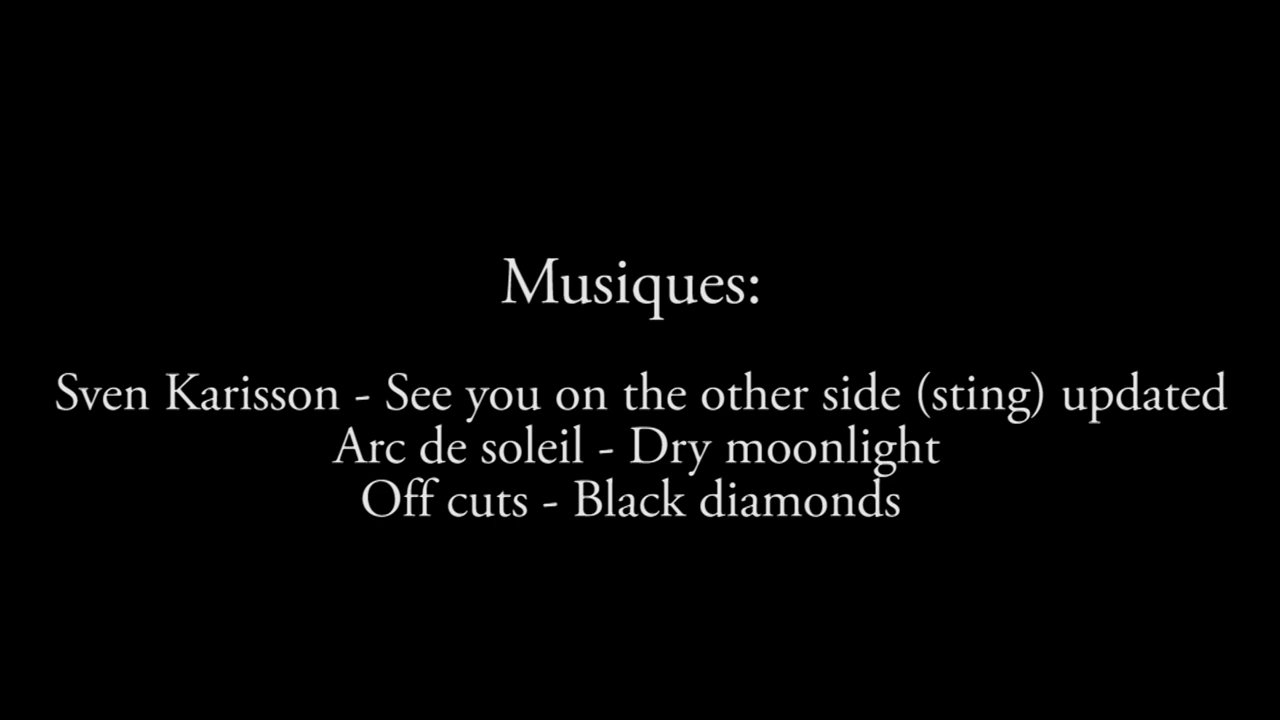 Musiques:
Sven Karisson - See you on the other side (sting) updated
Arc de soleil - Dry moonlight
Off cuts - Black diamonds